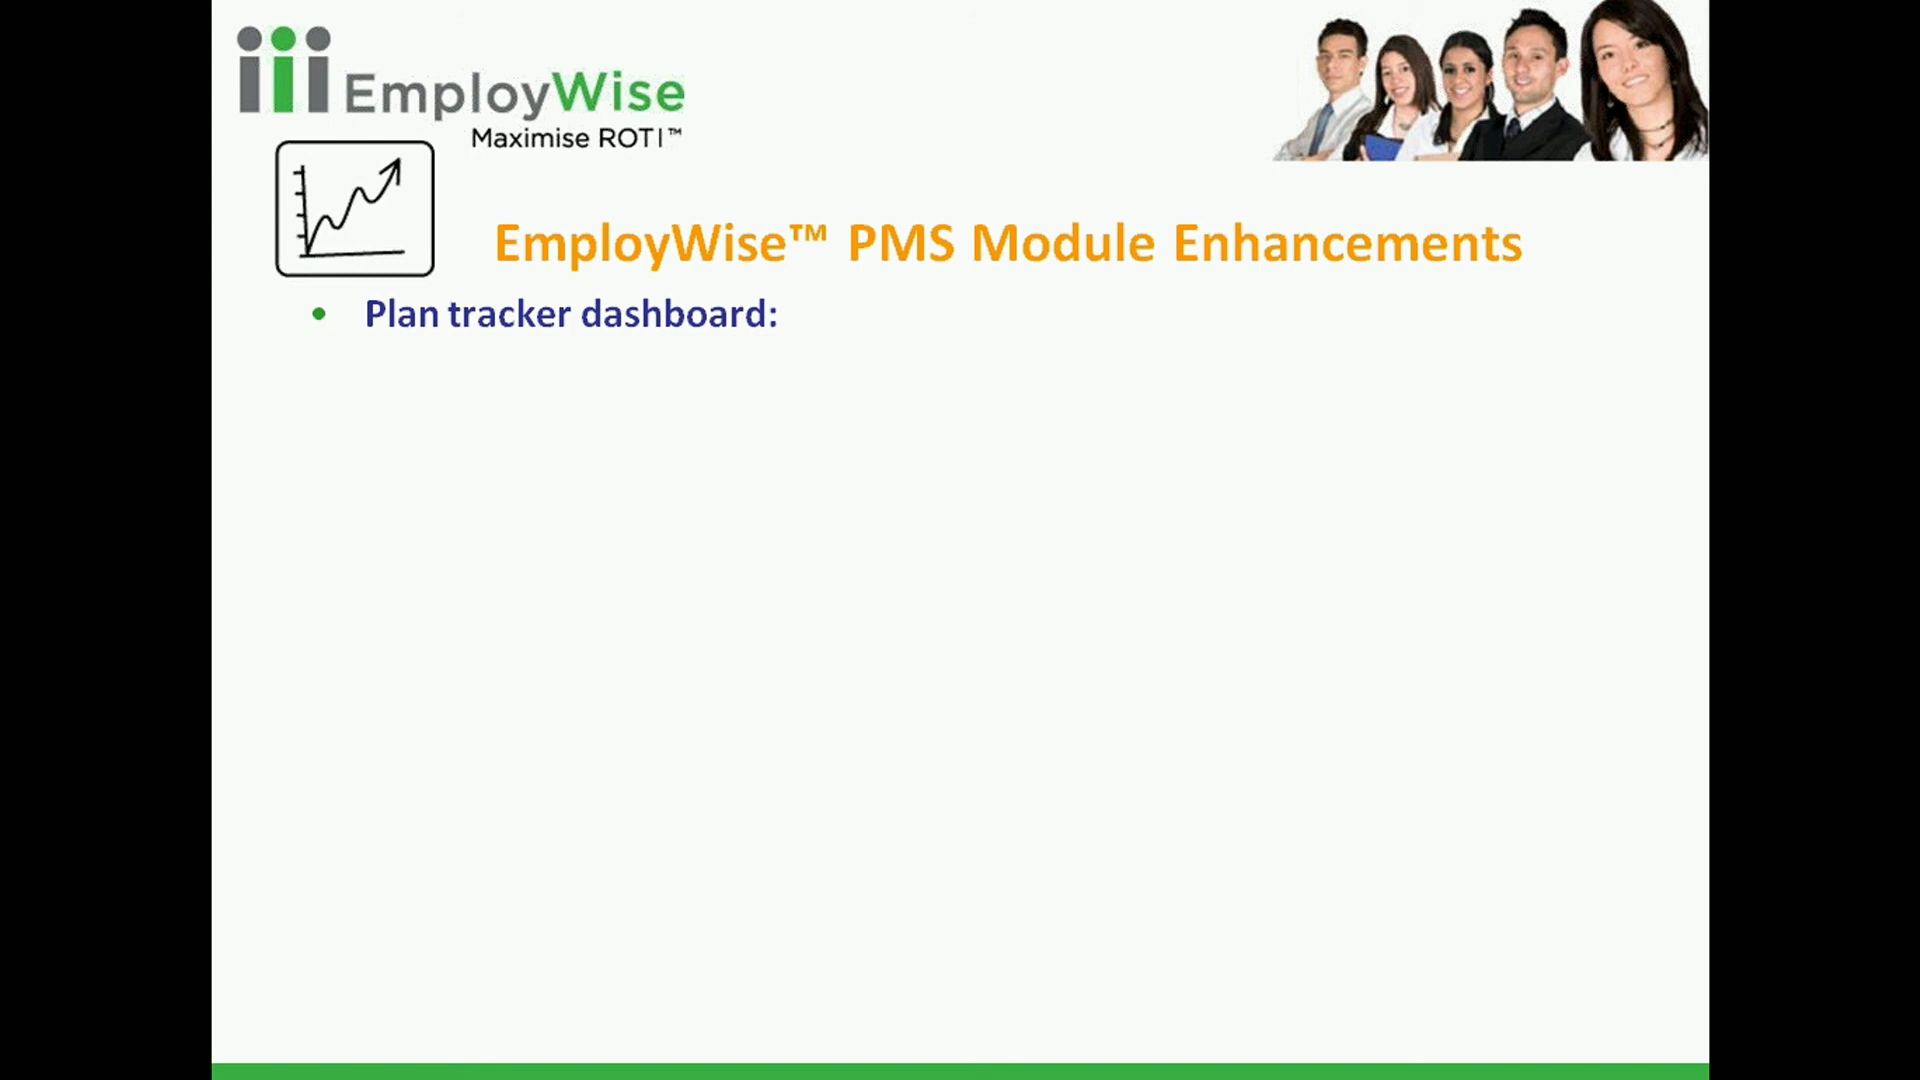 EmployWise
Maximise ROTI™
EmployWise™ PMS Module Enhancements
• Plan tracker dashboard: